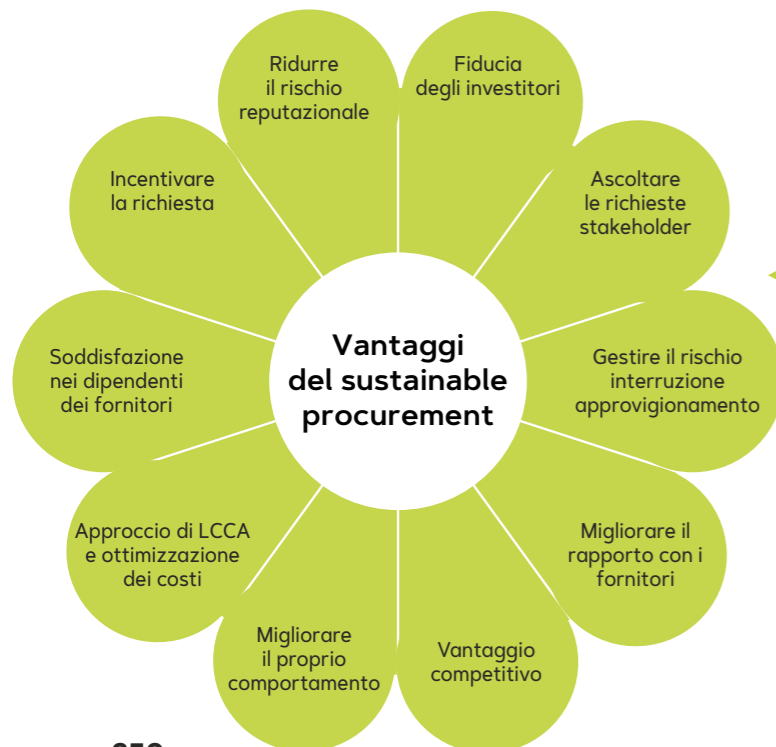 Ridurre
il rischio
reputazionale
Fiducia
degli investitori
Incentivare
la richiesta
Ascoltare
le richieste
stakeholder
Vantaggi
del sustainable
procurement
Soddisfazione
nei dipendenti
dei fornitori
Gestire il rischio
interruzione
approvigionamento
Approccio di LCCA
e ottimizzazione
dei costi
Migliorare il
rapporto con i
fornitori
Migliorare
il proprio
comportamento
Vantaggio
competitivo